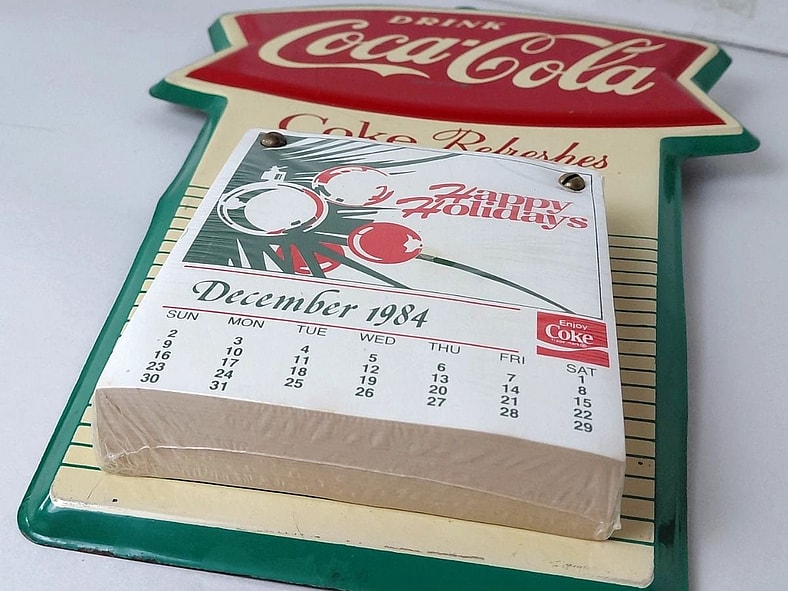 DRINK
Coca-Cola
Coke Refreshes
Happy
Holidays
December 1984
Enjoy
Coke
SUN MON TUE WED THU FRI SAT
1
2 3 4 5 6 7 8
9 10 11 12 13 14 15
16 17 18 19 20 21 22
23 24 25 26 27 28 29
30 31